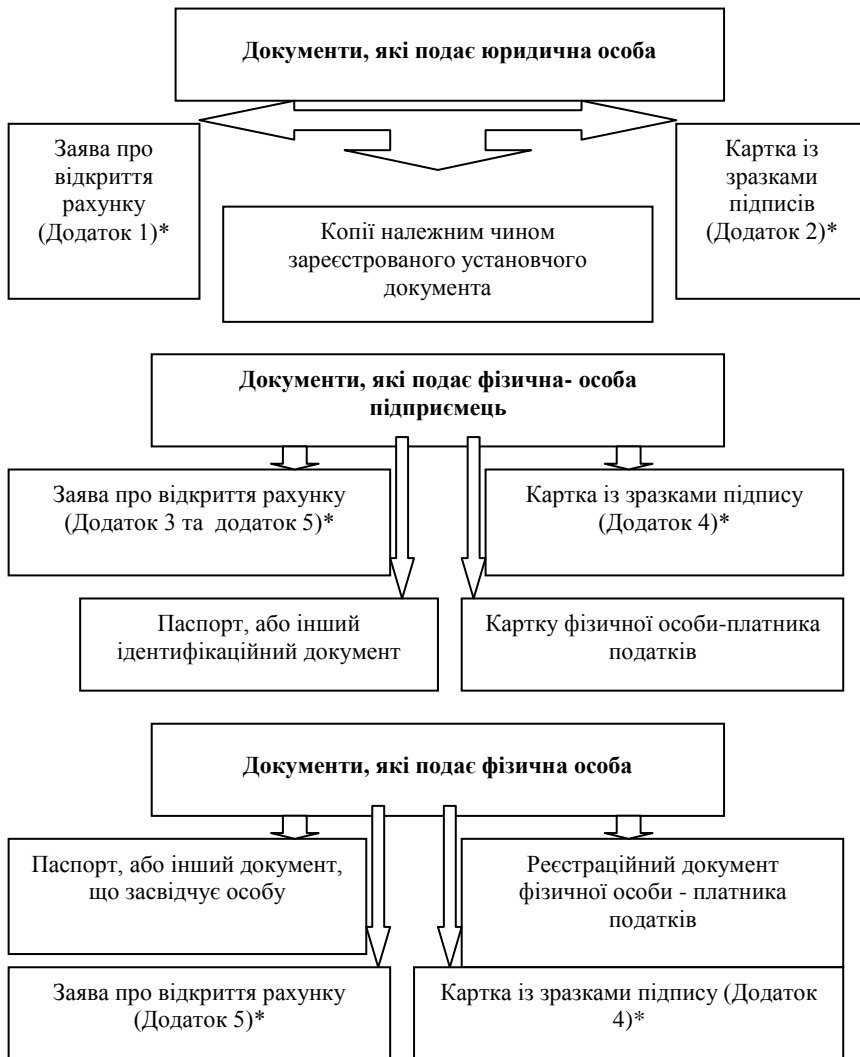 Документи, які подає юридична особа
Заява про
відкриття
рахунку
(Додаток 1)*
Картка із
зразками
підписів
(Додаток 2)*
Копії належним чином
зареєстрованого установчого
документа
Документи, які подає фізична- особа
підприємець
Заява про відкриття рахунку
(Додаток 3 та додаток 5)*
Картка із зразками підпису
(Додаток 4)*
Паспорт, або інший
ідентифікаційний документ
Картку фізичної особи-платника
податків
Документи, які подає фізична особа
Паспорт, або інший документ,
що засвідчує особу
Реєстраційний документ
фізичної особи - платника
податків
Заява про відкриття рахунку
(Додаток 5)*
Картка із зразками підпису (Додаток
4)*